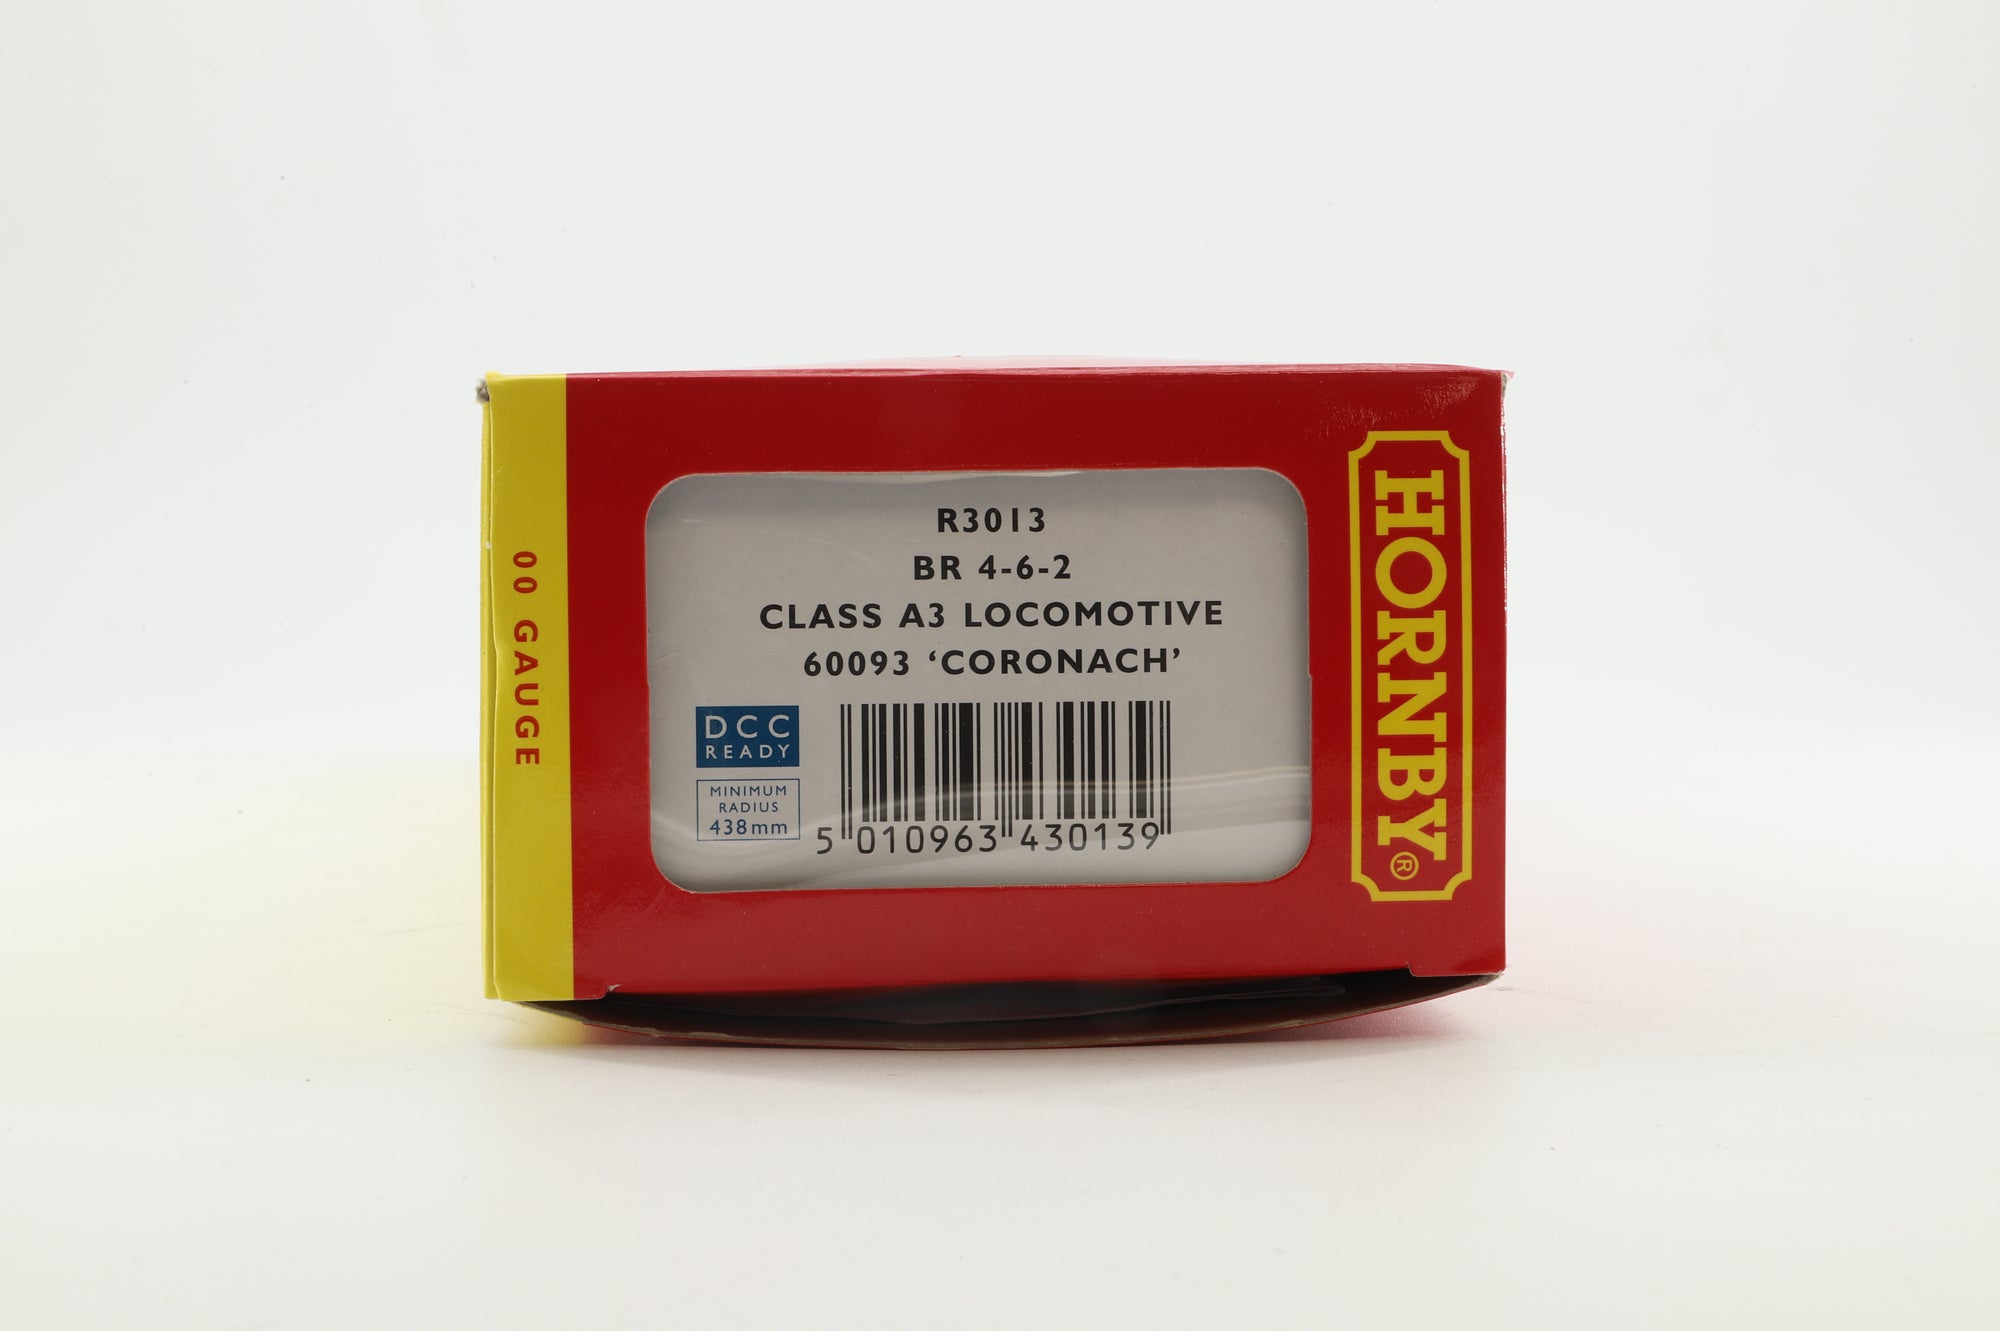 00 GAUGE
R3013
BR 4-6-2
CLASS A3 LOCOMOTIVE
60093 ‘CORONACH’
DCC
READY
MINIMUM
RADIUS
438mm
5 010963 430139
HORNBY®